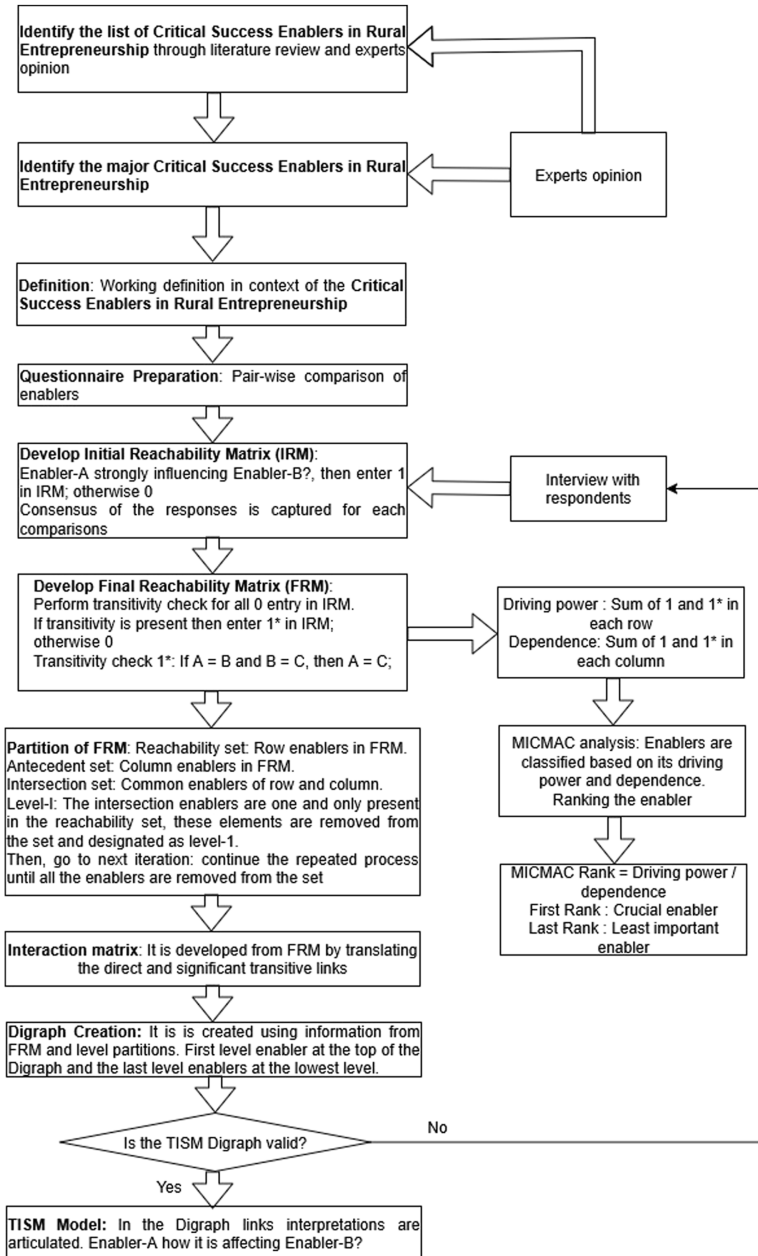 Identify the list of Critical Success Enablers in Rural
Entrepreneurship through literature review and experts
opinion
Experts opinion
Identify the major Critical Success Enablers in Rural
Entrepreneurship
Definition: Working definition in context of the Critical
Success Enablers in Rural Entrepreneurship
Questionnaire Preparation: Pair-wise comparison of
enablers
Develop Initial Reachability Matrix (IRM):
Enabler-A strongly influencing Enabler-B?, then enter 1
in IRM; otherwise 0
Consensus of the responses is captured for each
comparisons
Interview with
respondents
Develop Final Reachability Matrix (FRM):
Perform transitivity check for all 0 entry in IRM.
If transitivity is present then enter 1* in IRM;
otherwise 0
Transitivity check 1*: If A = B and B = C, then A = C;
Driving power : Sum of 1 and 1* in
each row
Dependence: Sum of 1 and 1* in
each column
Partition of FRM: Reachability set: Row enablers in FRM.
Antecedent set: Column enablers in FRM.
Intersection set: Common enablers of row and column.
Level-I: The intersection enablers are one and only present
in the reachability set, these elements are removed from
the set and designated as level-1.
Then, go to next iteration: continue the repeated process
until all the enablers are removed from the set
MICMAC analysis: Enablers are
classified based on its driving
power and dependence.
Ranking the enabler
MICMAC Rank = Driving power /
dependence
First Rank : Crucial enabler
Last Rank : Least important
enabler
Interaction matrix: It is developed from FRM by translating
the direct and significant transitive links
Digraph Creation: It is is created using information from
FRM and level partitions. First level enabler at the top of the
Digraph and the last level enablers at the lowest level.
Is the TISM Digraph valid?
No
Yes
TISM Model: In the Digraph links interpretations are
articulated. Enabler-A how it is affecting Enabler-B?